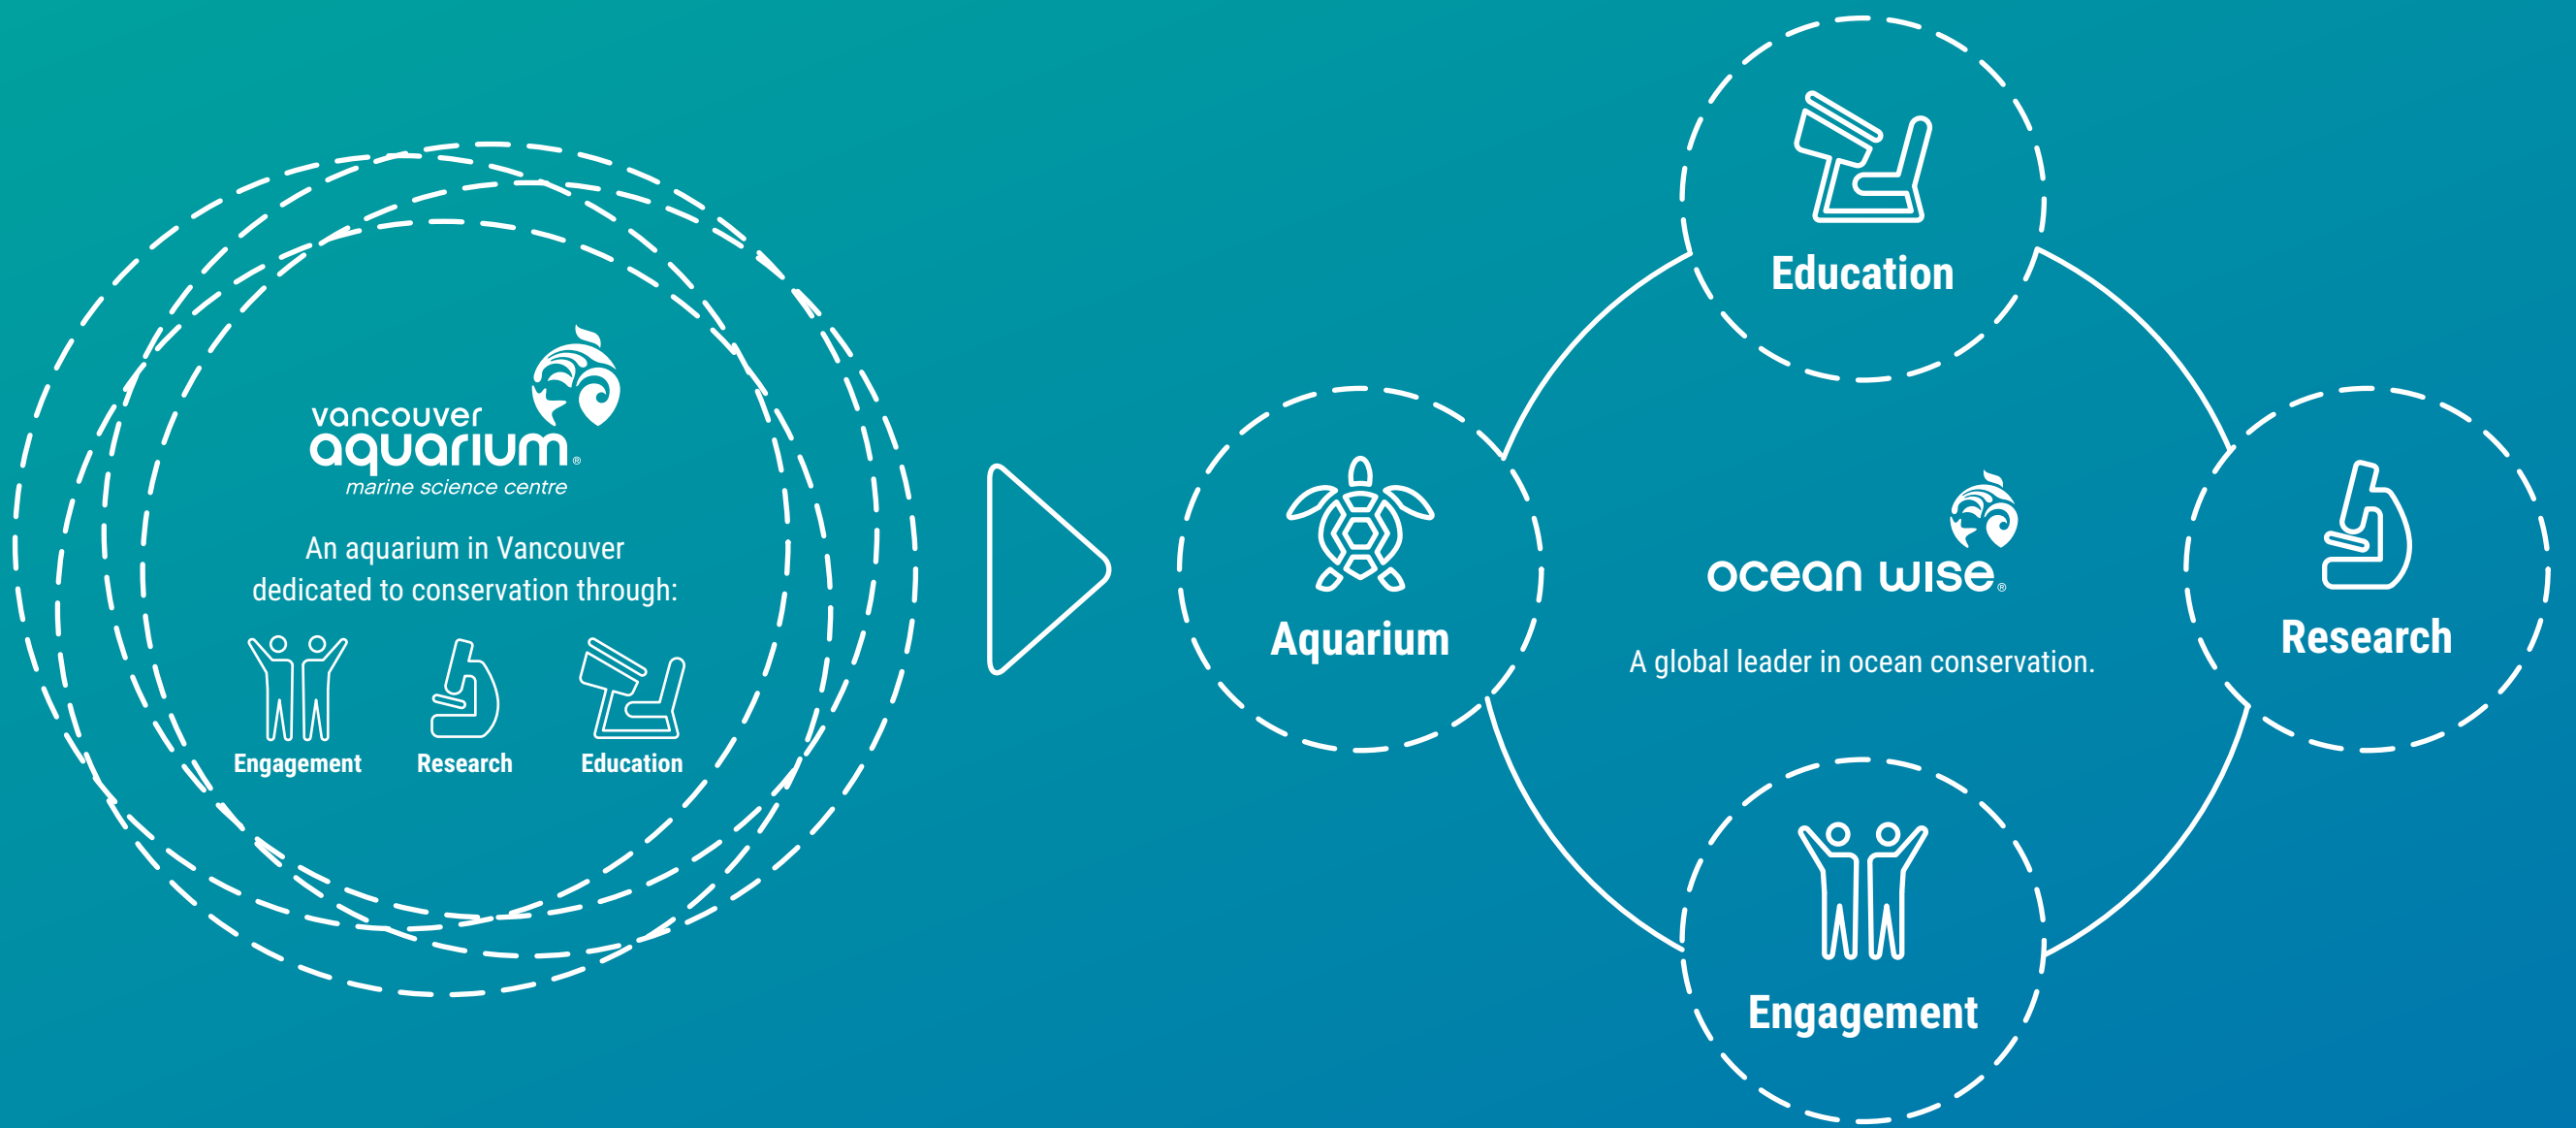 vancouver
aquarium®
marine science centre
An aquarium in Vancouver
dedicated to conservation through:
Engagement
Research
Education
Education
Aquarium
ocean wise®
A global leader in ocean conservation.
Research
Engagement